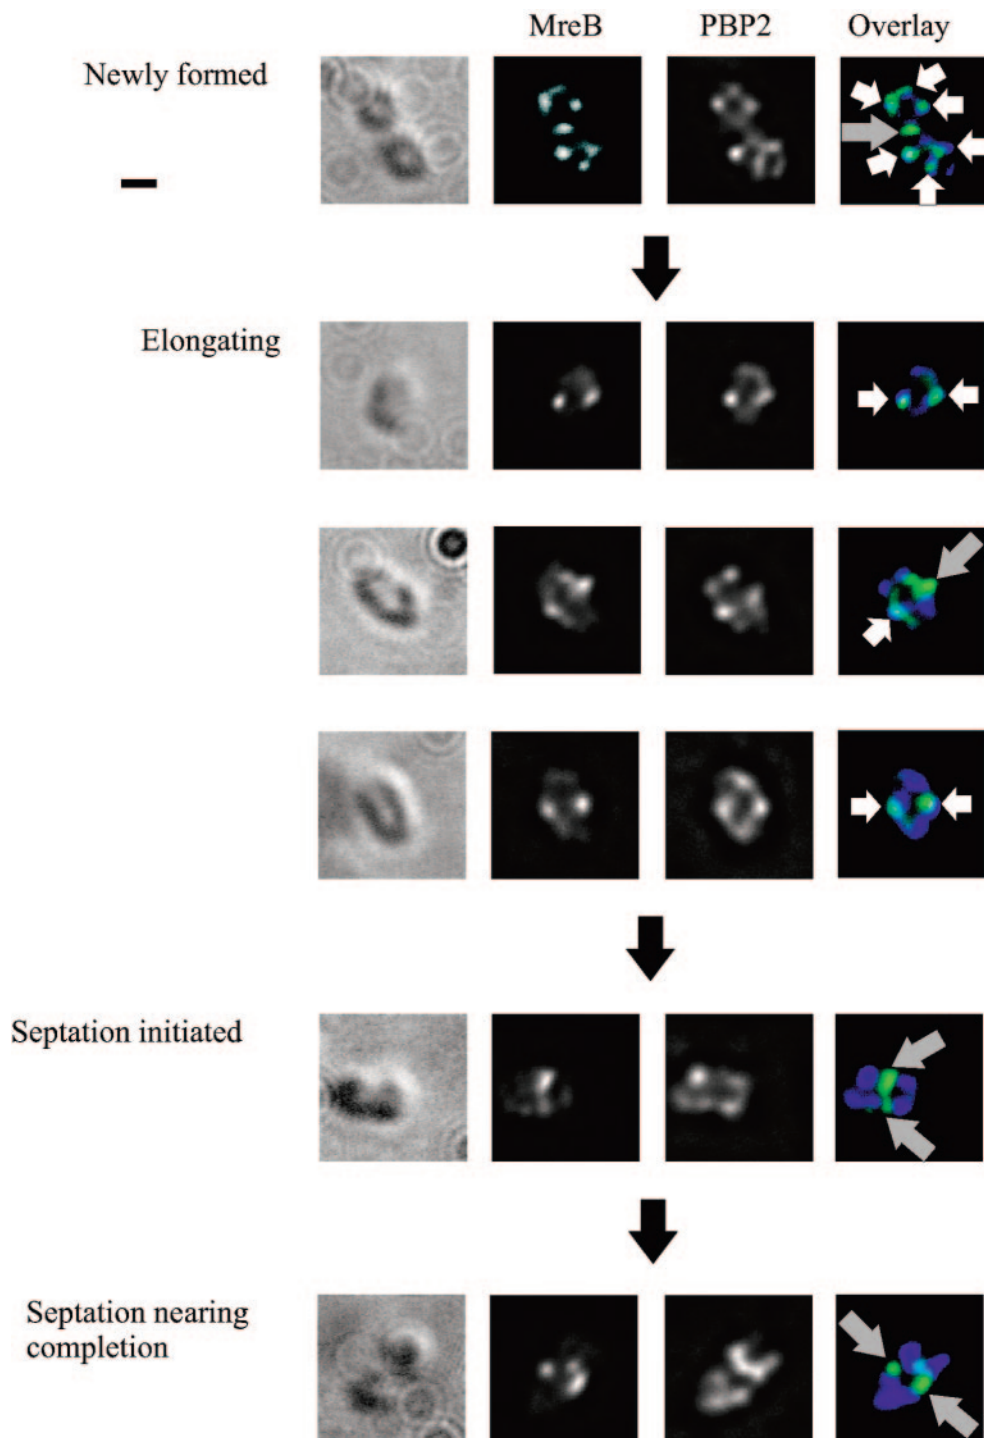 MreB PBP2 Overlay
Newly formed
Elongating
Septation initiated
Septation nearing
completion